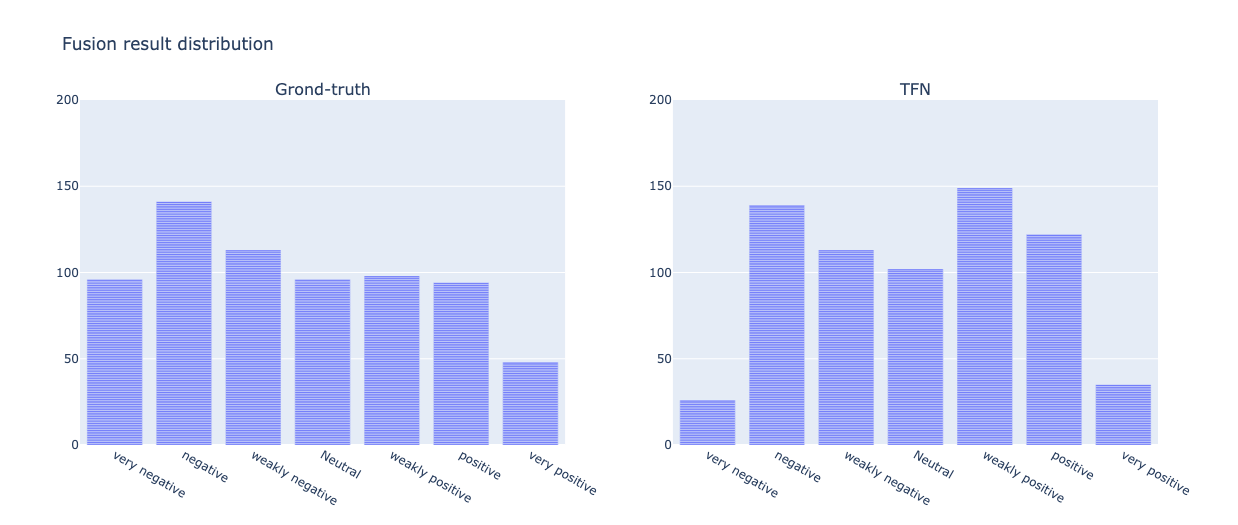 Fusion result distribution
Grond-truth
200
150
100
50
0
very negative
negative
weakly negative
Neutral
weakly positive
positive
very positive
TFN
200
150
100
50
0
very negative
negative
weakly negative
Neutral
weakly positive
positive
very positive